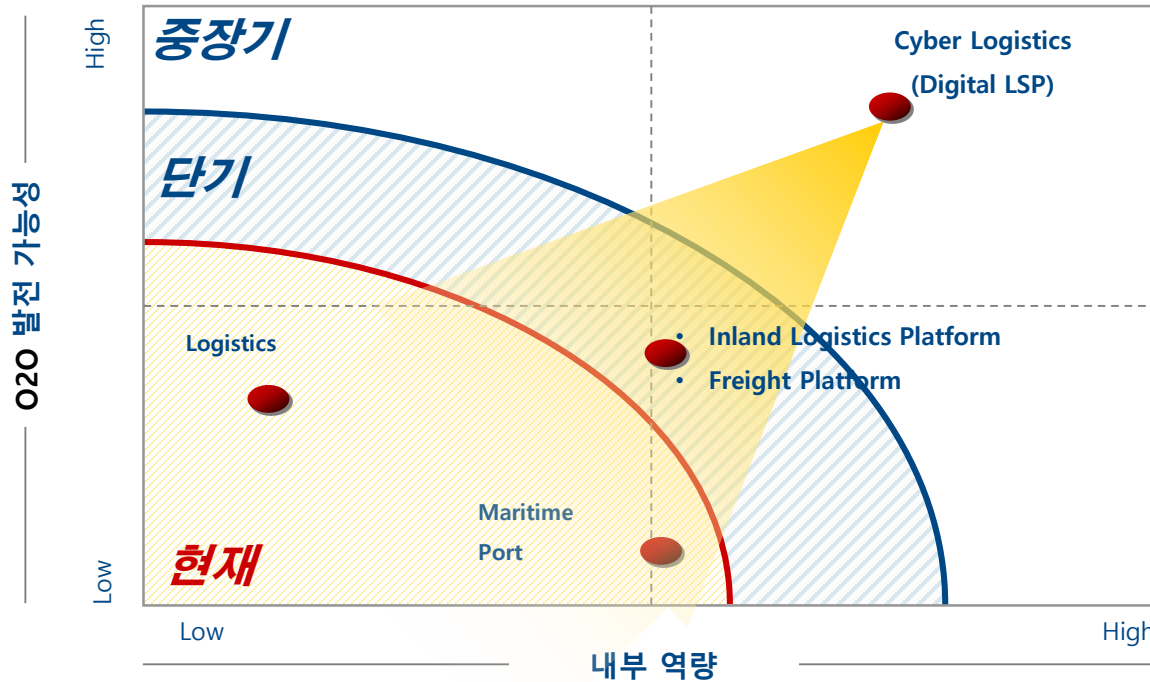 High
중장기
Cyber Logistics
(Digital LSP)
단기
O2O 발전 가능성
• Inland Logistics Platform
• Freight Platform
Logistics
Maritime
Port
현재
Low
Low
High
내부 역량